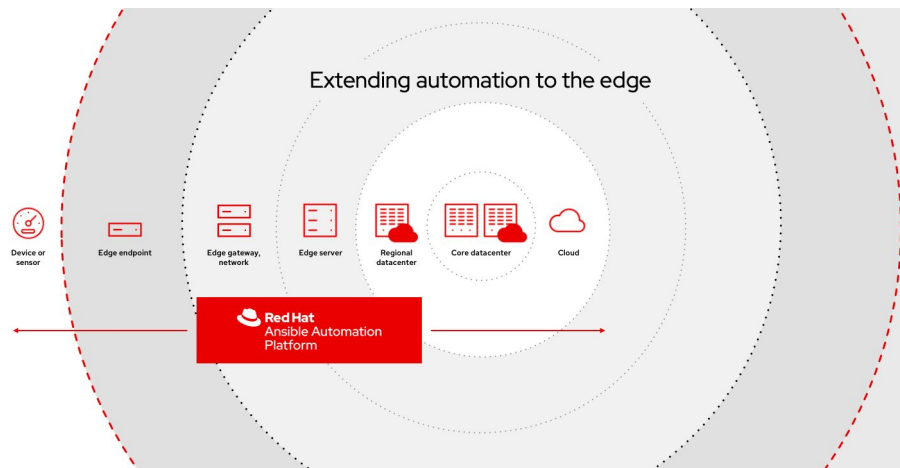 Extending automation to the edge
Device or
sensor
Edge endpoint
Edge gateway,
network
Edge server
Regional
datacenter
Core datacenter
Cloud
Red Hat
Ansible Automation
Platform